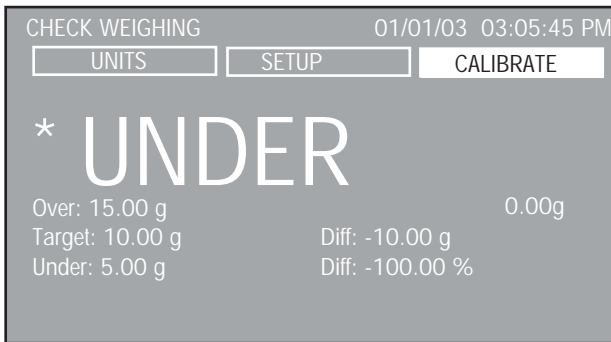 CHECK WEIGHING 01/01/03 03:05:45 PM
UNITS SETUP CALIBRATE
* UNDER
Over: 15.00 g 0.00g
Target: 10.00 g Diff: -10.00 g
Under: 5.00 g Diff: -100.00 %